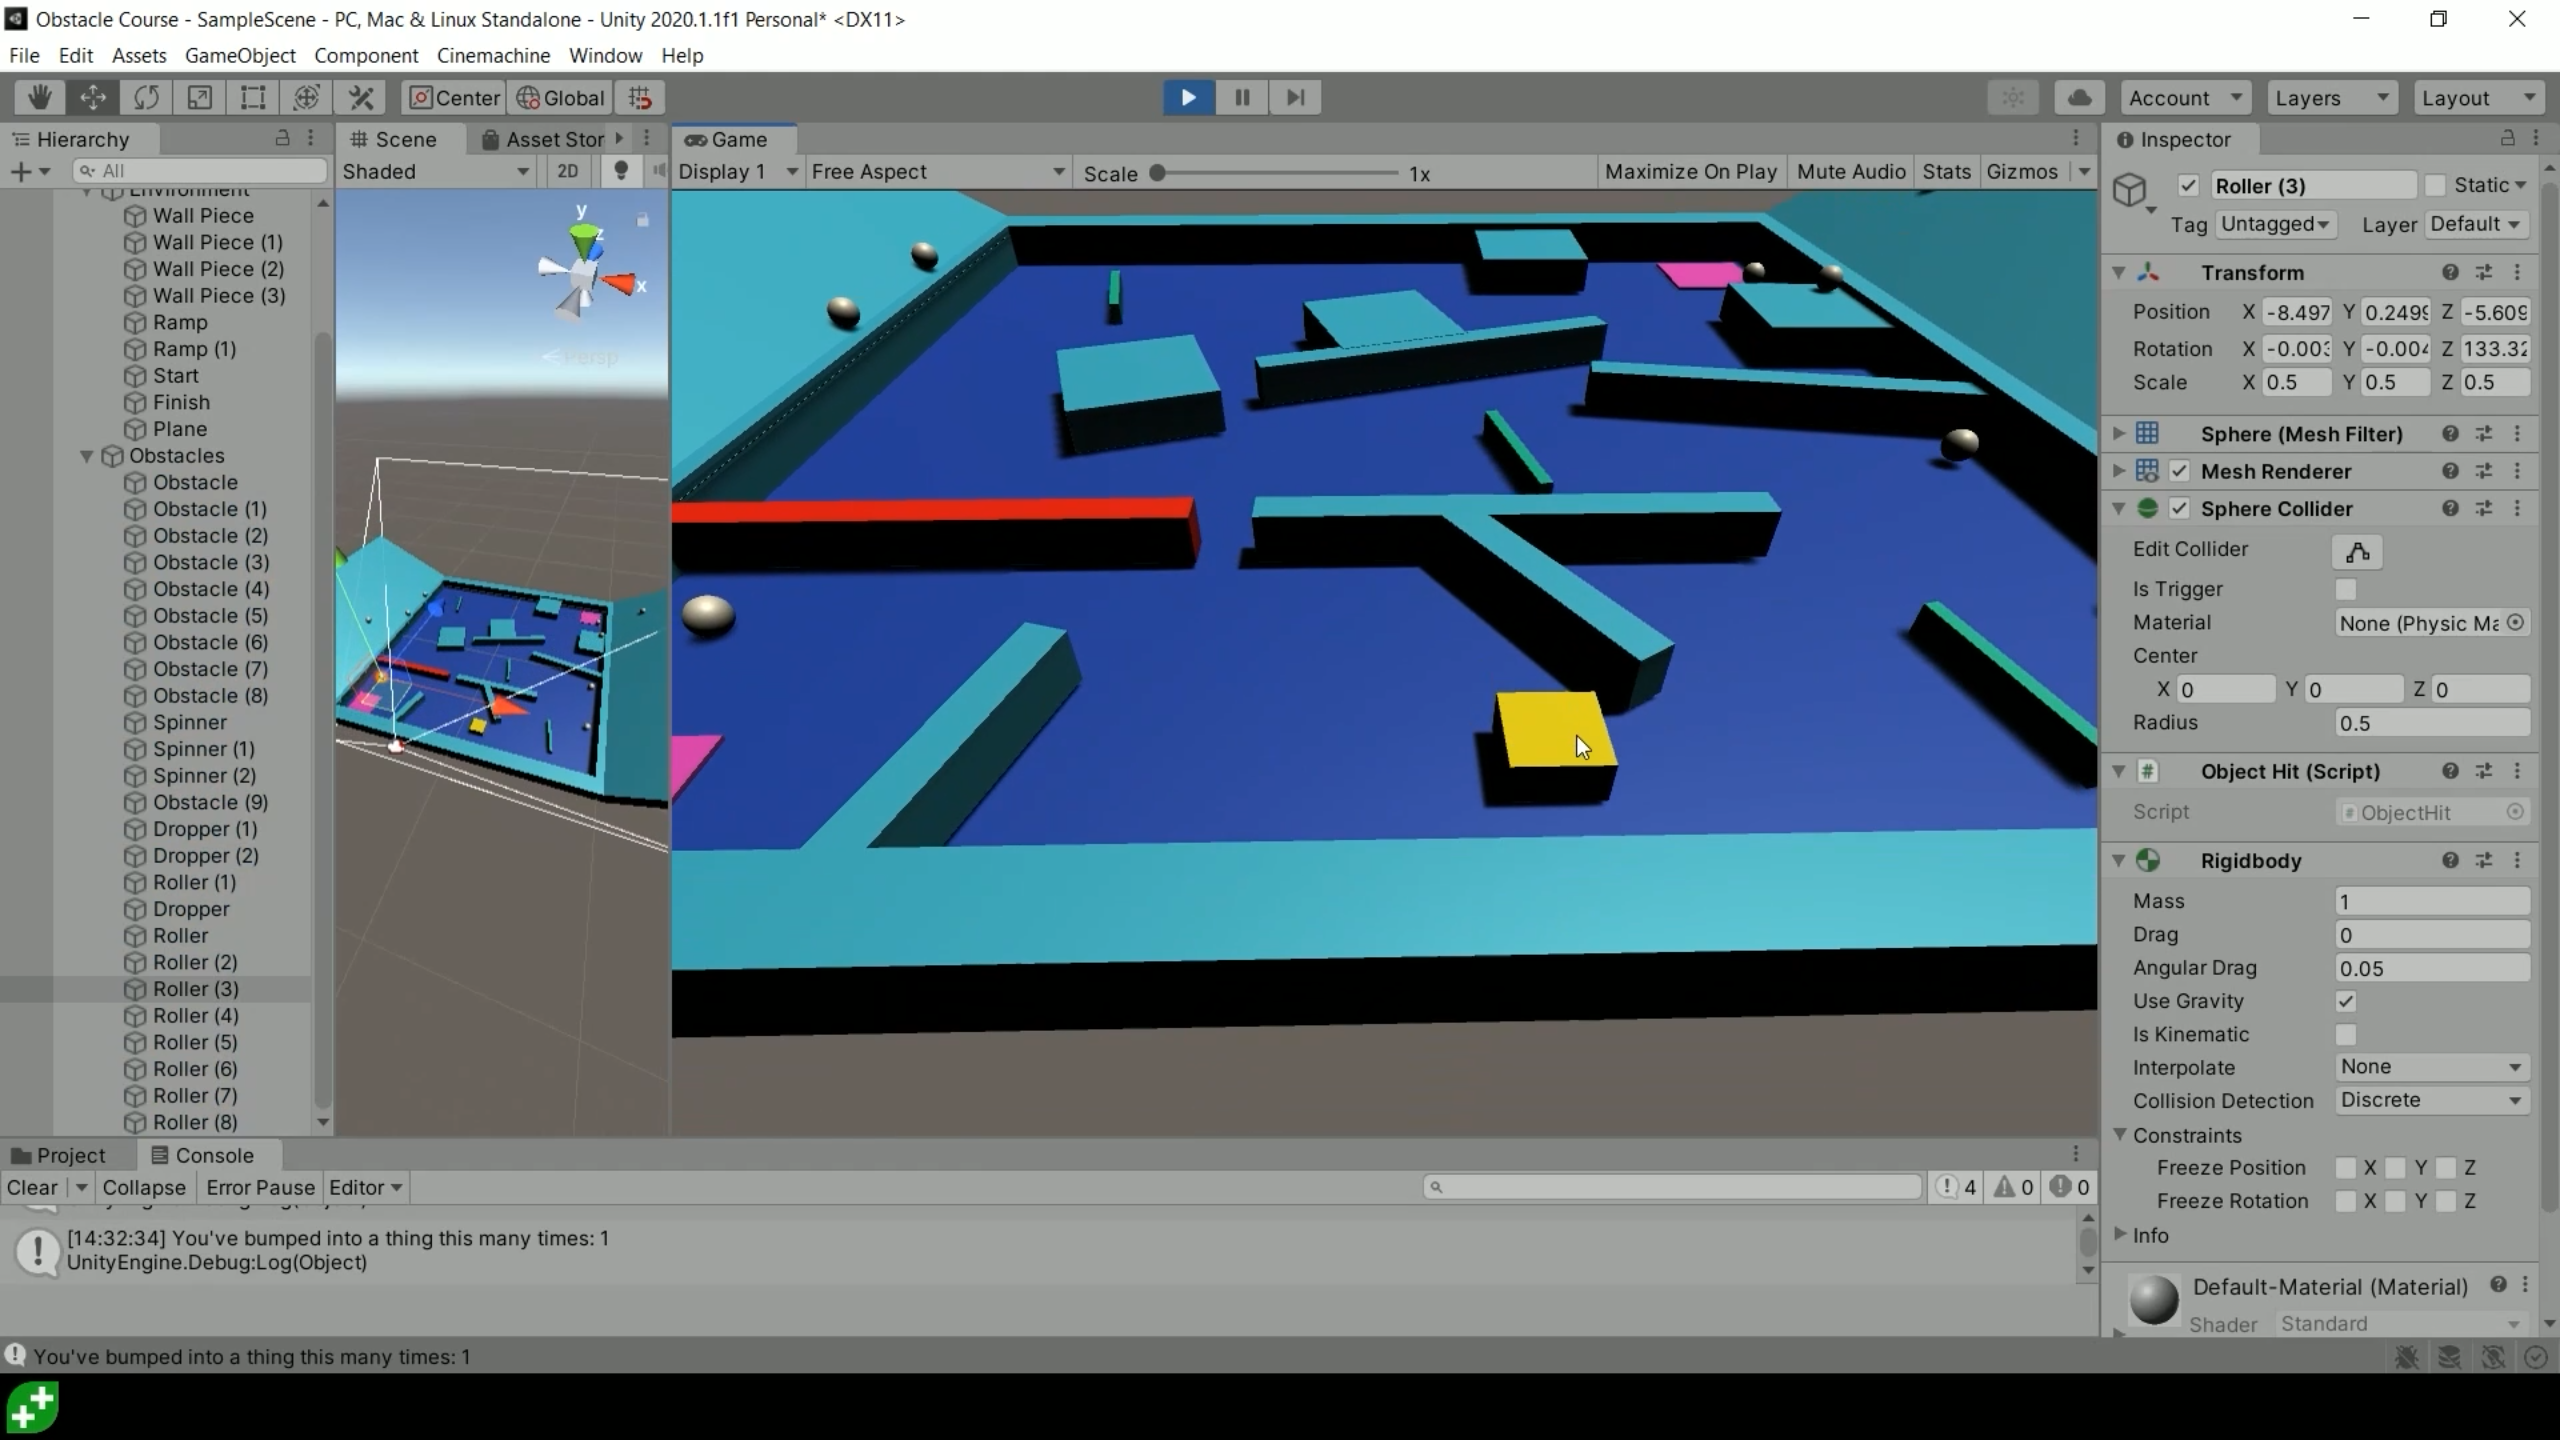 Obstacle Course - SampleScene - PC, Mac & Linux Standalone - Unity 2020.1.1f1 Personal* <DX11>
File Edit Assets GameObject Component Cinemachine Window Help
Center Global Account Layers Layout
Hierarchy Scene Asset Stor Game Inspector
All Shaded 2D Display 1 Free Aspect Scale 1x Maximize On Play Mute Audio Stats Gizmos
Environment
Wall Piece
Wall Piece (1)
Wall Piece (2)
Wall Piece (3)
Ramp
Ramp (1)
Start
Finish
Plane
Obstacles
Obstacle
Obstacle (1)
Obstacle (2)
Obstacle (3)
Obstacle (4)
Obstacle (5)
Obstacle (6)
Obstacle (7)
Obstacle (8)
Spinner
Spinner (1)
Spinner (2)
Obstacle (9)
Dropper (1)
Dropper (2)
Roller (1)
Dropper
Roller
Roller (2)
Roller (3)
Roller (4)
Roller (5)
Roller (6)
Roller (7)
Roller (8)
y
z
x
Persp
Roller (3) Static
Tag Untagged Layer Default
Transform
Position X -8.497 Y 0.249 Z -5.609
Rotation X -0.003 Y -0.004 Z 133.32
Scale X 0.5 Y 0.5 Z 0.5
Sphere (Mesh Filter)
Mesh Renderer
Sphere Collider
Edit Collider
Is Trigger
Material None (Physic Ma
Center
X 0 Y 0 Z 0
Radius 0.5
Object Hit (Script)
Script # ObjectHit
Rigidbody
Mass 1
Drag 0
Angular Drag 0.05
Use Gravity
Is Kinematic
Interpolate None
Collision Detection Discrete
Constraints
Freeze Position X Y Z
Freeze Rotation X Y Z
Info
Default-Material (Material)
Shader Standard
Project Console
Clear Collapse Error Pause Editor 4 0 0
[14:32:34] You've bumped into a thing this many times: 1
UnityEngine.Debug:Log(Object)
You've bumped into a thing this many times: 1